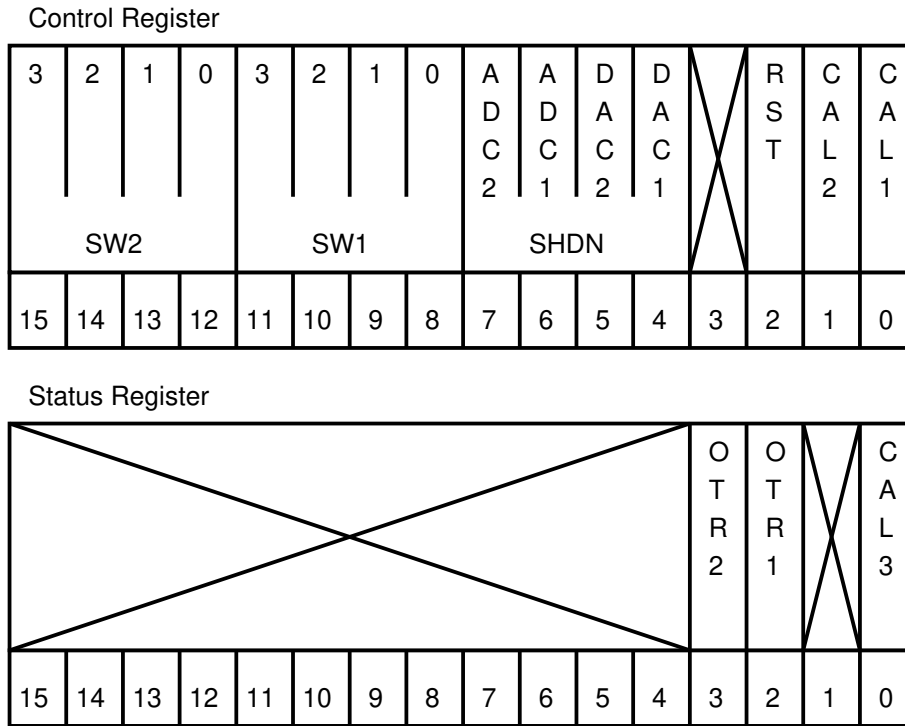 Control Register
3 2 1 0 3 2 1 0 ADC2 ADC1 DAC2 DAC1 RST CAL2 CAL1
SW2 SW1 SHDN
15 14 13 12 11 10 9 8 7 6 5 4 3 2 1 0
Status Register
OTR2 OTR1 CAL3
15 14 13 12 11 10 9 8 7 6 5 4 3 2 1 0